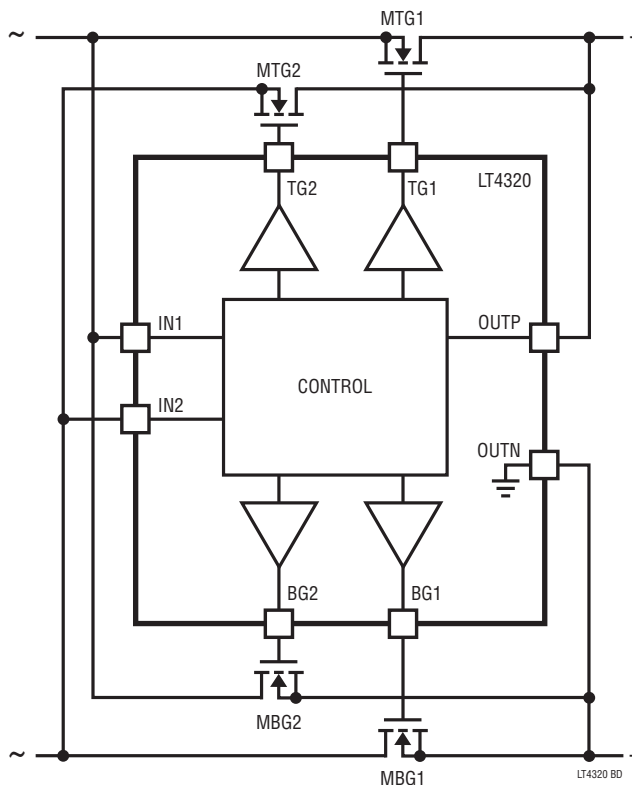 ~
MTG1
MTG2
LT4320
TG2
TG1
IN1
OUTP
CONTROL
IN2
OUTN
BG2
BG1
MBG2
~
MBG1
LT4320 BD